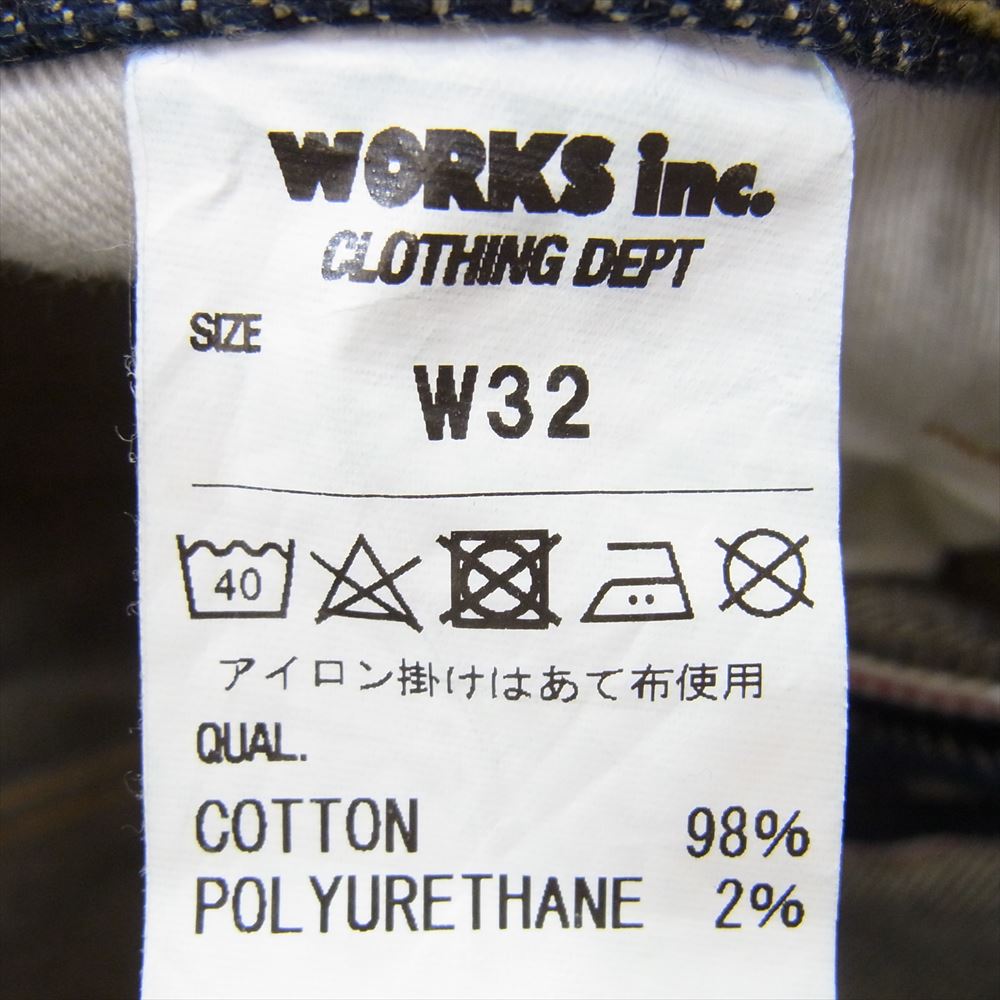 WORKS inc.
CLOTHING DEPT
SIZE
W32
40
アイロン掛けはあて布使用
QUAL.
COTTON 98%
POLYURETHANE 2%